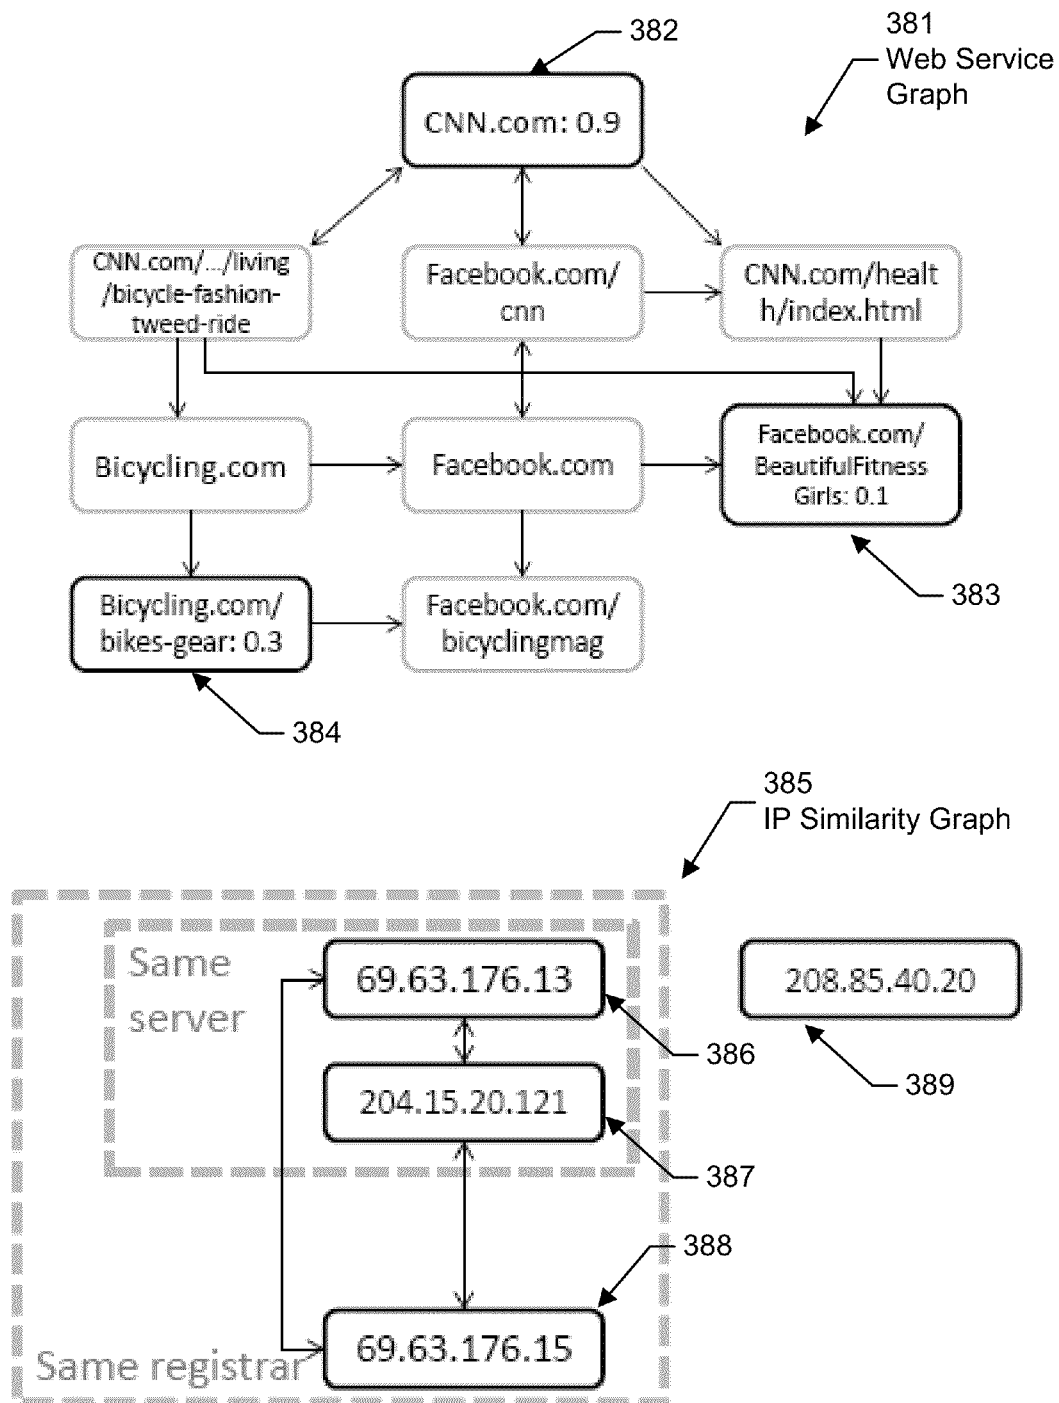 382
381
Web Service
Graph
CNN.com: 0.9
CNN.com/.../living
/bicycle-fashion-
tweed-ride
Facebook.com/
cnn
CNN.com/healt
h/index.html
Bicycling.com
Facebook.com
Facebook.com/
BeautifulFitness
Girls: 0.1
383
Bicycling.com/
bikes-gear: 0.3
Facebook.com/
bicyclingmag
384
385
IP Similarity Graph
Same
server
69.63.176.13
208.85.40.20
386
389
204.15.20.121
387
388
69.63.176.15
Same registrar